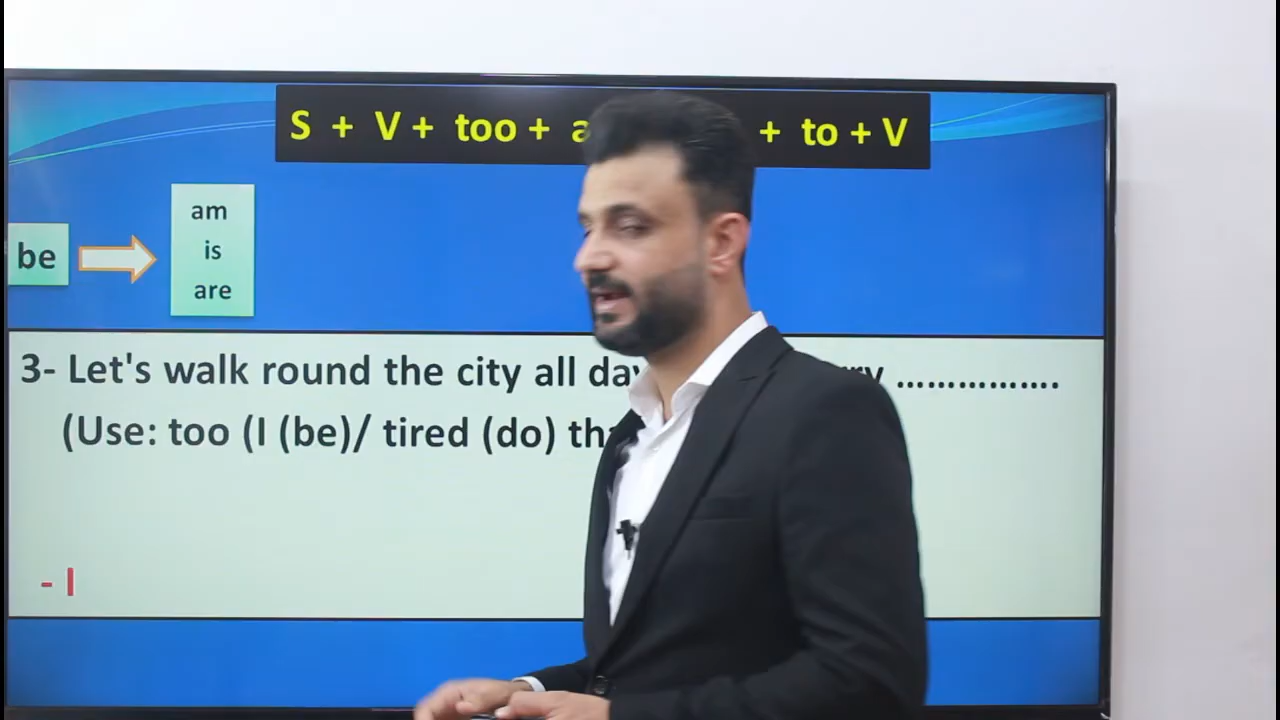 S + V + too + + to + V
be
am
is
are
3- Let's walk round the city all day ................
(Use: too (I (be)/ tired (do)
- I